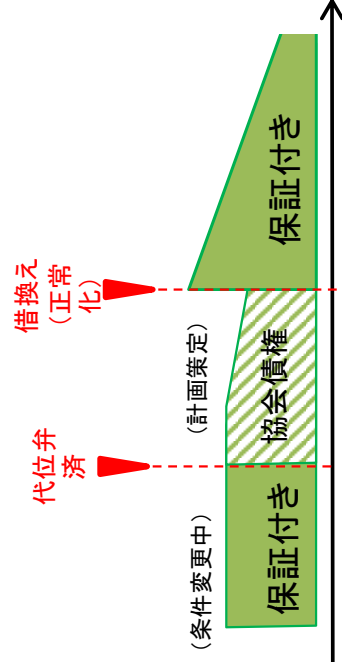 代位弁
済
借換え
(正常
化)
(条件変更中)
(計画策定)
保証付き
協会債権
保証付き